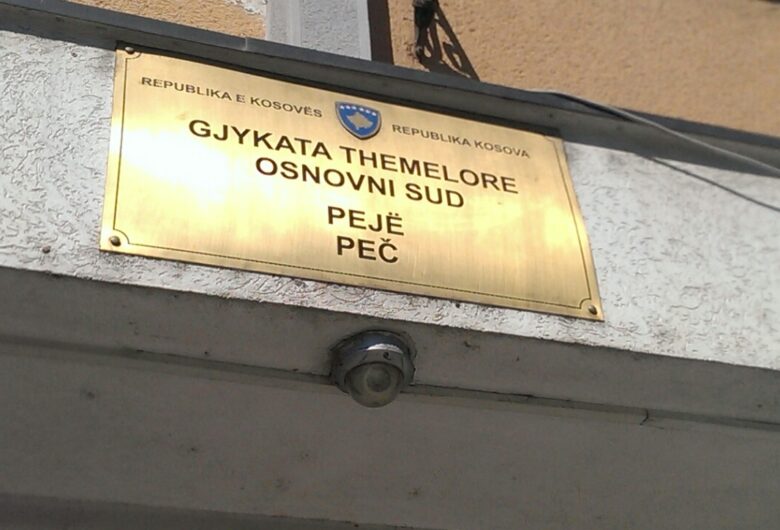 REPUBLIKA E KOSOVËS REPUBLIKA KOSOVA
GJYKATA THEMELORE
OSNOVNI SUD
PEJË
PEČ